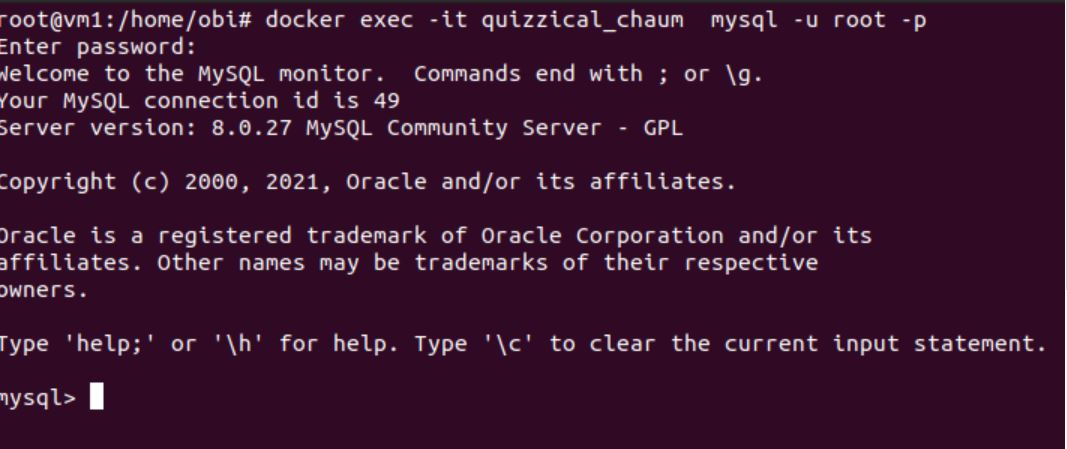 root@vm1:/home/obi# docker exec -it quizzical_chaum  mysql -u root -p
Enter password:
Welcome to the MySQL monitor.  Commands end with ; or \g.
Your MySQL connection id is 49
Server version: 8.0.27 MySQL Community Server - GPL
Copyright (c) 2000, 2021, Oracle and/or its affiliates.
Oracle is a registered trademark of Oracle Corporation and/or its
affiliates. Other names may be trademarks of their respective
owners.
Type 'help;' or '\h' for help. Type '\c' to clear the current input statement.
mysql>